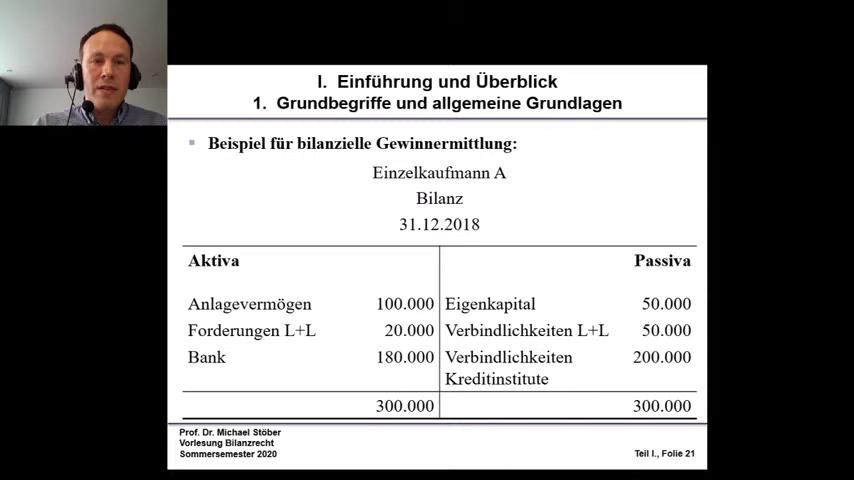 I. Einführung und Überblick
1. Grundbegriffe und allgemeine Grundlagen
Beispiel für bilanzielle Gewinnermittlung:
Einzelkaufmann A
Bilanz
31.12.2018
Aktiva Passiva
Anlagevermögen 100.000 Eigenkapital 50.000
Forderungen L+L 20.000 Verbindlichkeiten L+L 50.000
Bank 180.000 Verbindlichkeiten 200.000
Kreditinstitute
300.000 300.000
Prof. Dr. Michael Stöber
Vorlesung Bilanzrecht
Sommersemester 2020 Teil I., Folie 21